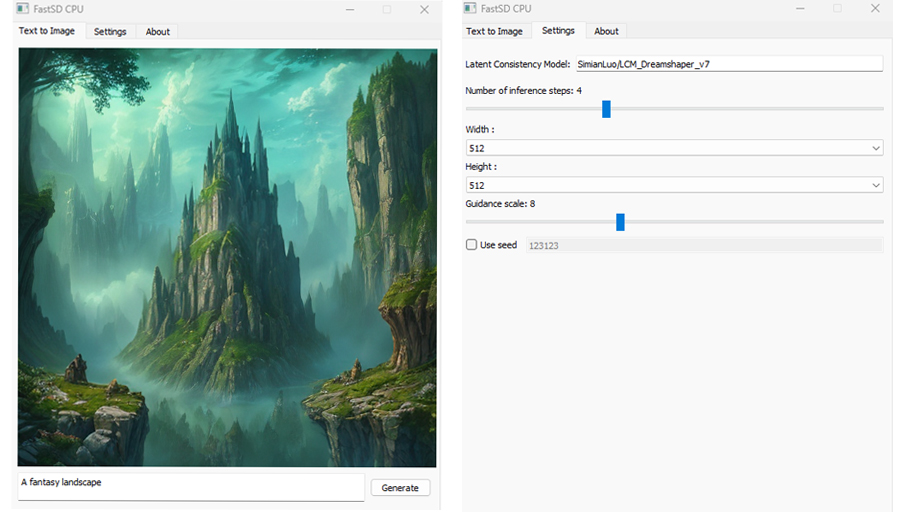 FastSD CPU
Text to Image Settings About
A fantasy landscape
Generate
FastSD CPU
Text to Image Settings About
Latent Consistency Model: SimianLuo/LCM_Dreamshaper_v7
Number of inference steps: 4
Width :
512
Height :
512
Guidance scale: 8
Use seed 123123